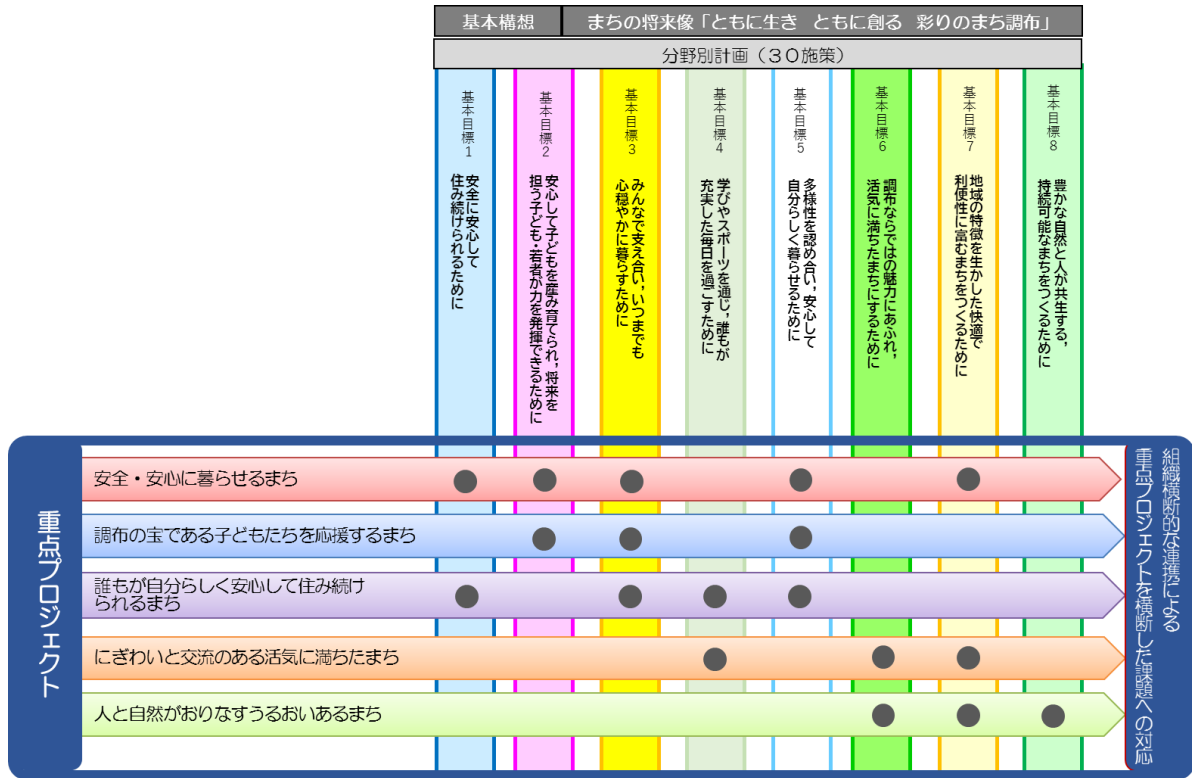 基本構想
まちの将来像「ともに生き　ともに創る　彩りのまち調布」
分野別計画（３０施策）
基本目標1
安全に安心して
住み続けられるために
基本目標2
安心して子どもを産み育てられ，将来を
担う子ども・若者が力を発揮できるために
基本目標3
みんなで支え合い，いつまでも
心穏やかに暮らすために
基本目標4
学びやスポーツを通じ，誰もが
充実した毎日を過ごすために
基本目標5
多様性を認め合い，安心して
自分らしく暮らせるために
基本目標6
調布ならではの魅力にあふれ，
活気に満ちたまちにするために
基本目標7
地域の特徴を生かした快適で
利便性に富むまちをつくるために
基本目標8
豊かな自然と人が共生する，
持続可能なまちをつくるために
重点プロジェクト
安全・安心に暮らせるまち
調布の宝である子どもたちを応援するまち
誰もが自分らしく安心して住み続け
られるまち
にぎわいと交流のある活気に満ちたまち
人と自然がおりなすうるおいあるまち
組織横断的な連携による
重点プロジェクトを横断した課題への対応